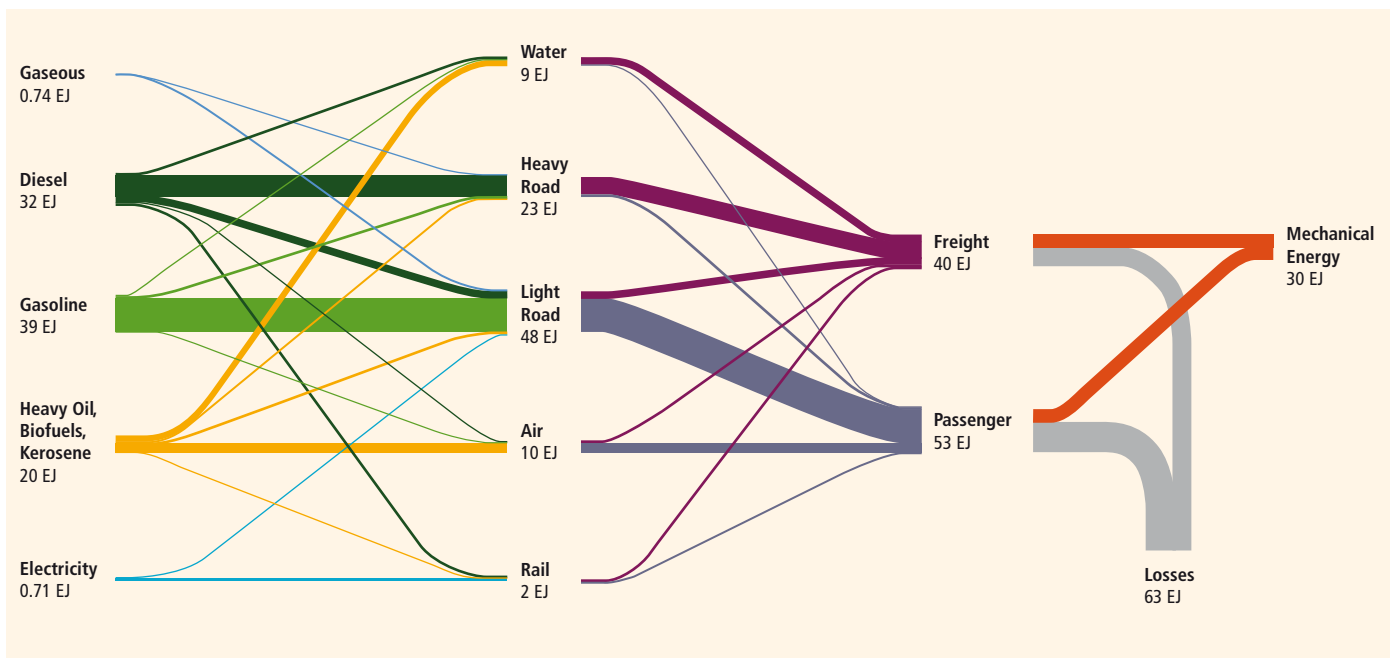 Gaseous
0.74 EJ
Diesel
32 EJ
Gasoline
39 EJ
Heavy Oil,
Biofuels,
Kerosene
20 EJ
Electricity
0.71 EJ
Water
9 EJ
Heavy
Road
23 EJ
Light
Road
48 EJ
Air
10 EJ
Rail
2 EJ
Freight
40 EJ
Passenger
53 EJ
Mechanical
Energy
30 EJ
Losses
63 EJ